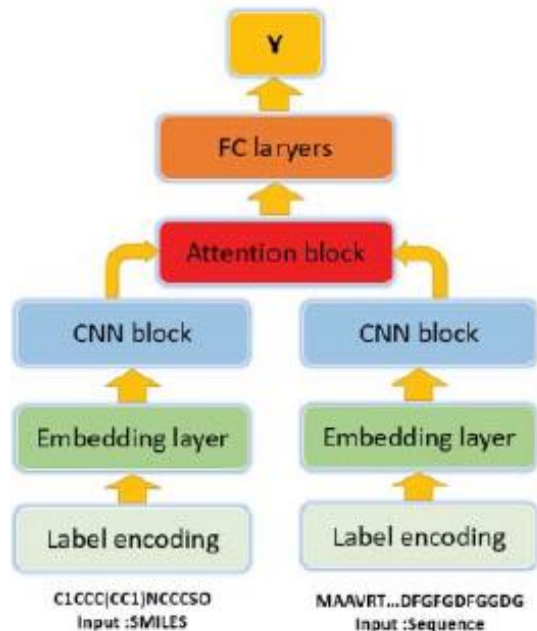 Y
FC laryers
Attention block
CNN block
CNN block
Embedding layer
Embedding layer
Label encoding
Label encoding
C1CCC|CC1)NCCCSO
MAAVRT...DFGFGDFGGDG
Input :SMILES
Input :Sequence